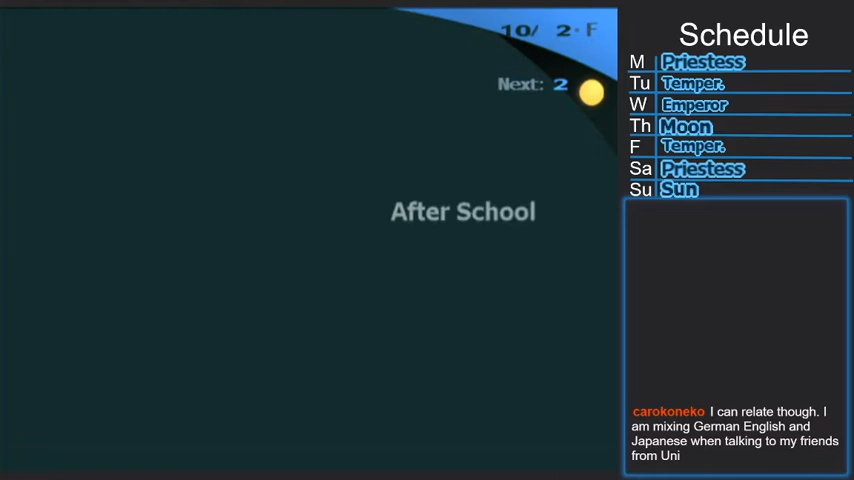 10/ 2・F
Next: 2
After School
Schedule
M Priestess
Tu Temper.
W Emperor
Th Moon
F Temper.
Sa Priestess
Su Sun
carokoneko I can relate though. I
am mixing German English and
Japanese when talking to my friends
from Uni